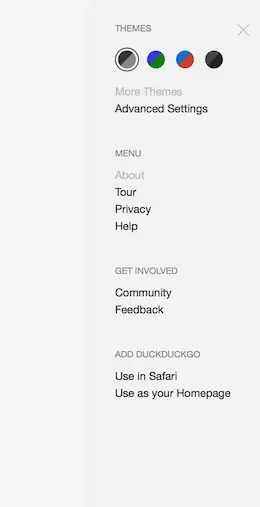 THEMES
More Themes
Advanced Settings
MENU
About
Tour
Privacy
Help
GET INVOLVED
Community
Feedback
ADD DUCKDUCKGO
Use in Safari
Use as your Homepage